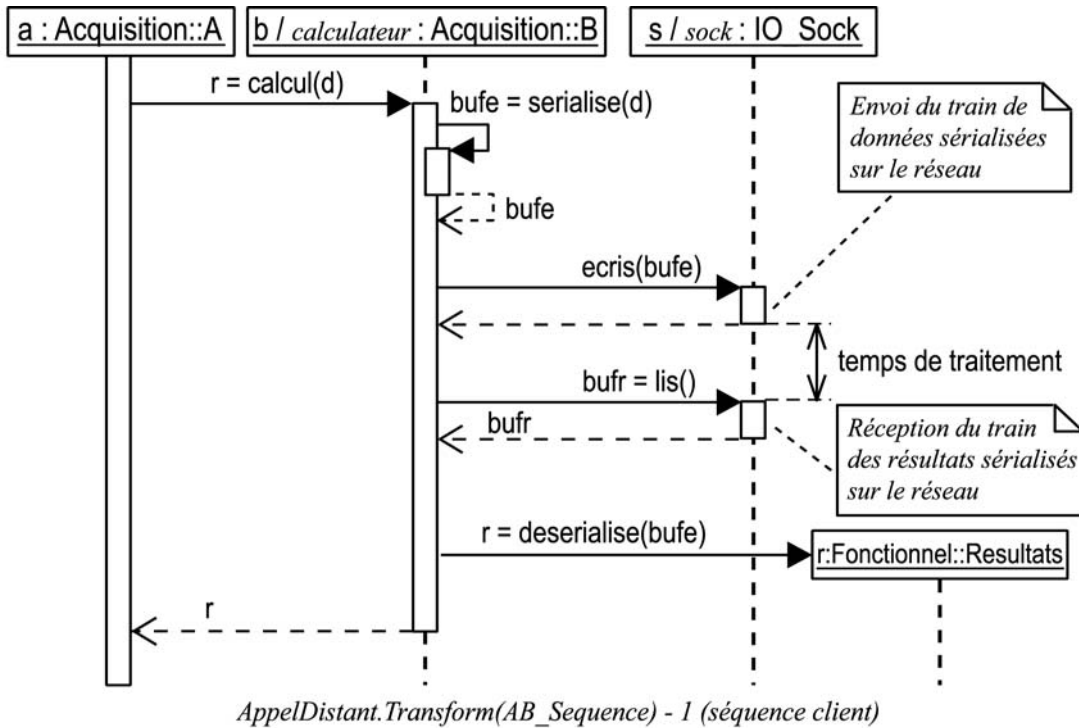 a : Acquisition::A
b / calculateur : Acquisition::B
s / sock : IO_Sock
r = calcul(d)
bufe = serialise(d)
Envoi du train de
données sérialisées
sur le réseau
bufe
ecris(bufe)
temps de traitement
bufr = lis()
bufr
Réception du train
des résultats sérialisés
sur le réseau
r = deserialise(bufe)
r:Fonctionnel::Resultats
r
AppelDistant.Transform(AB_Sequence) - 1 (séquence client)